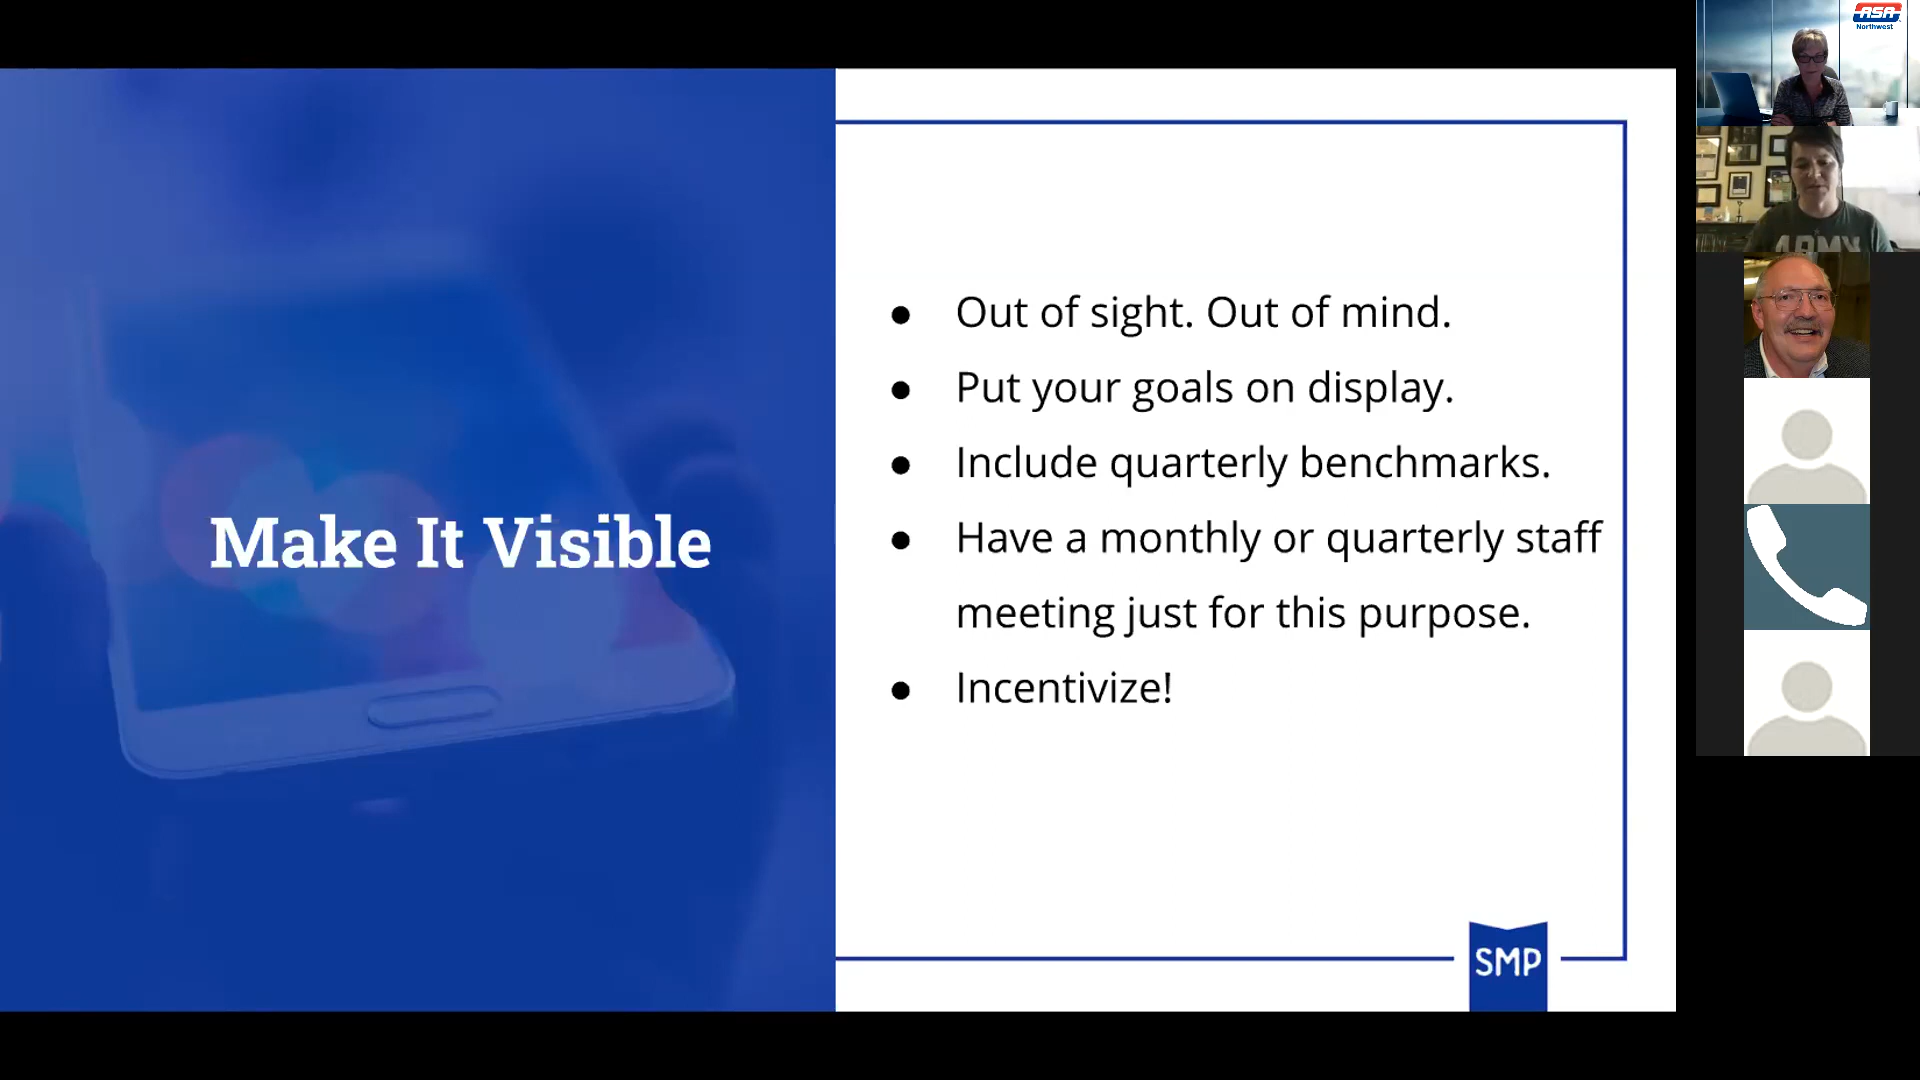 ASA
Northwest
ARMY
Make It Visible
● Out of sight. Out of mind.
● Put your goals on display.
● Include quarterly benchmarks.
● Have a monthly or quarterly staff
meeting just for this purpose.
● Incentivize!
SMP